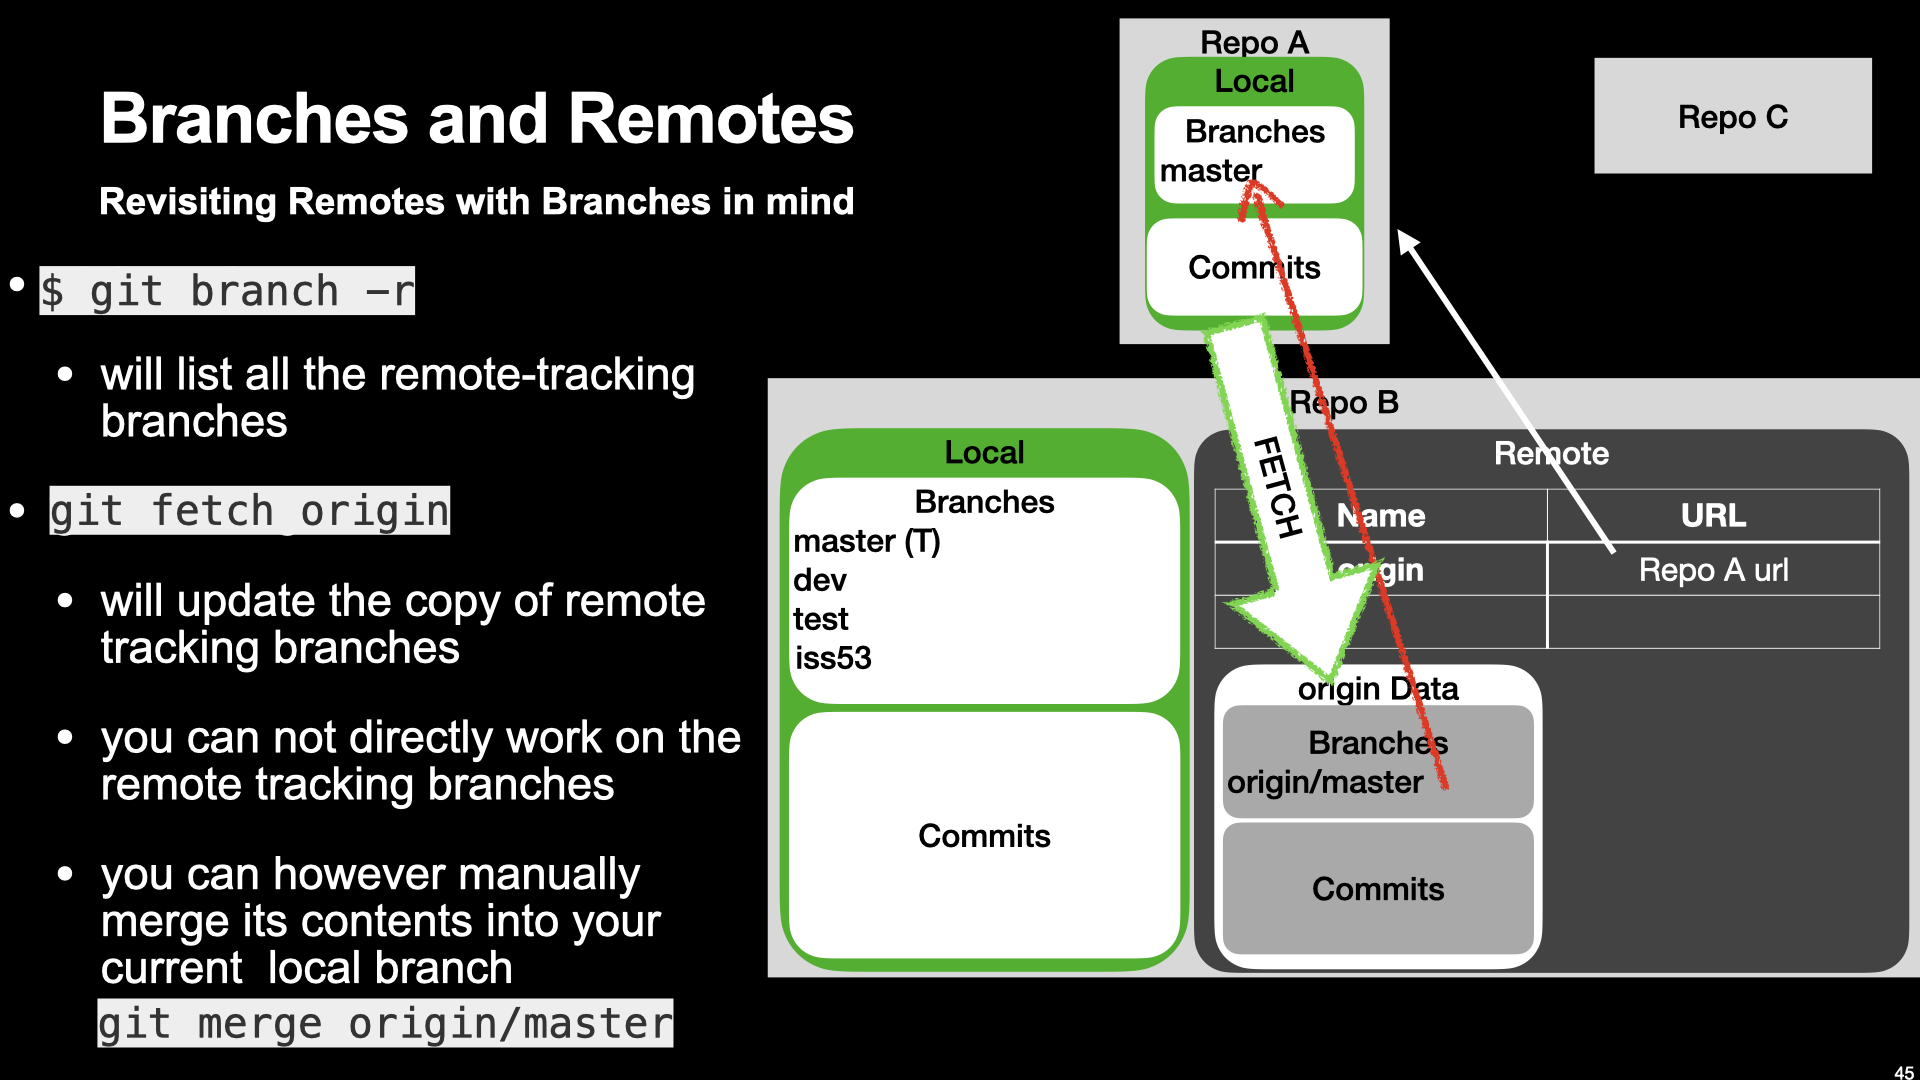 Branches and Remotes
Revisiting Remotes with Branches in mind
• $ git branch -r
• will list all the remote-tracking
branches
• git fetch origin
• will update the copy of remote
tracking branches
• you can not directly work on the
remote tracking branches
• you can however manually
merge its contents into your
current  local branch
git merge origin/master
Repo A
Local
Branches
master
Commits
Repo C
Repo B
Local
Branches
master (T)
dev
test
iss53
Commits
FETCH
Remote
Name URL
origin Repo A url
origin Data
Branches
origin/master
Commits
45